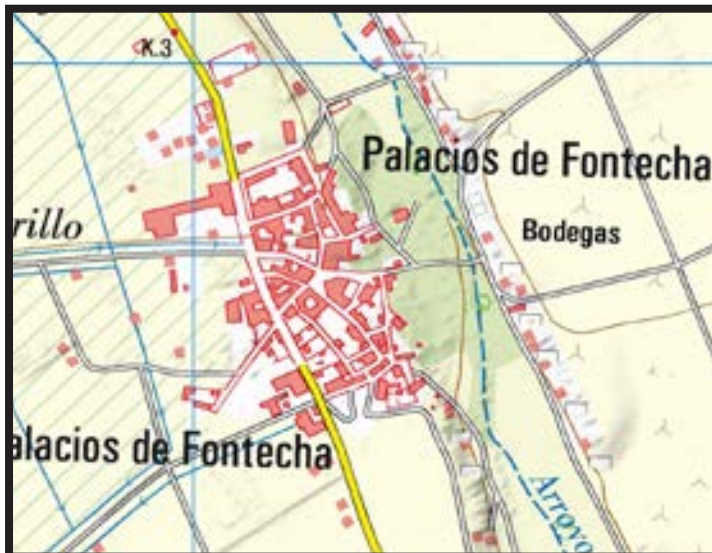 K.3
Palacios de Fontecha
rillo
Bodegas
alacios de Fontecha
Arroyo